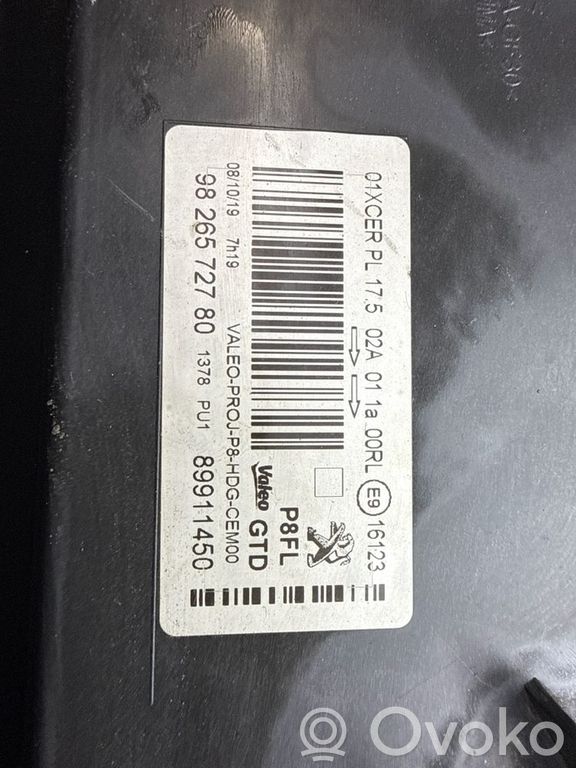 01XCER PL 17.5 02A 01 1a 00RL E9 16123
P8FL
Valeo GTD
08/10/19 7h19 VALEO-PROJ-P8-HDG-CEM00
98 265 727 80 1378 PU1 89911450
Ovoko